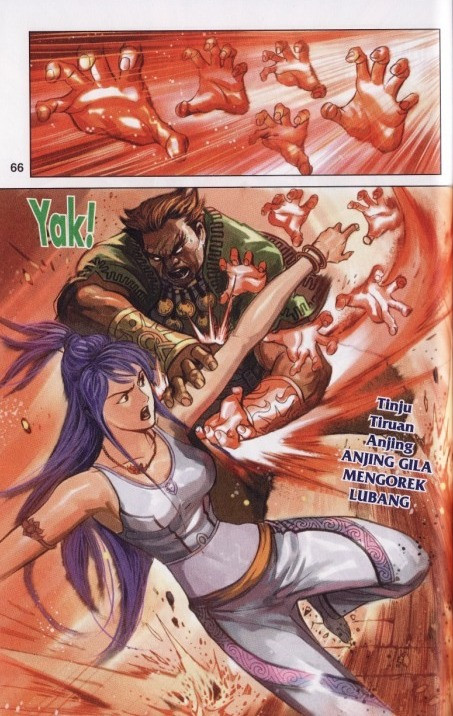 66
Yak!
Tinju
Tiruan
Anjing
ANJING GILA
MENGOREK
LUBANG